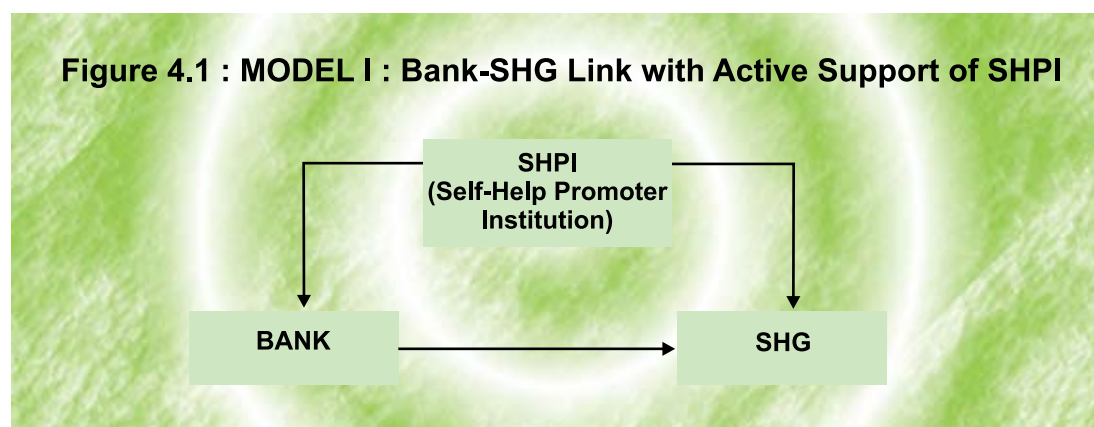 Figure 4.1 : MODEL I : Bank-SHG Link with Active Support of SHPI
SHPI
(Self-Help Promoter
Institution)
BANK
SHG